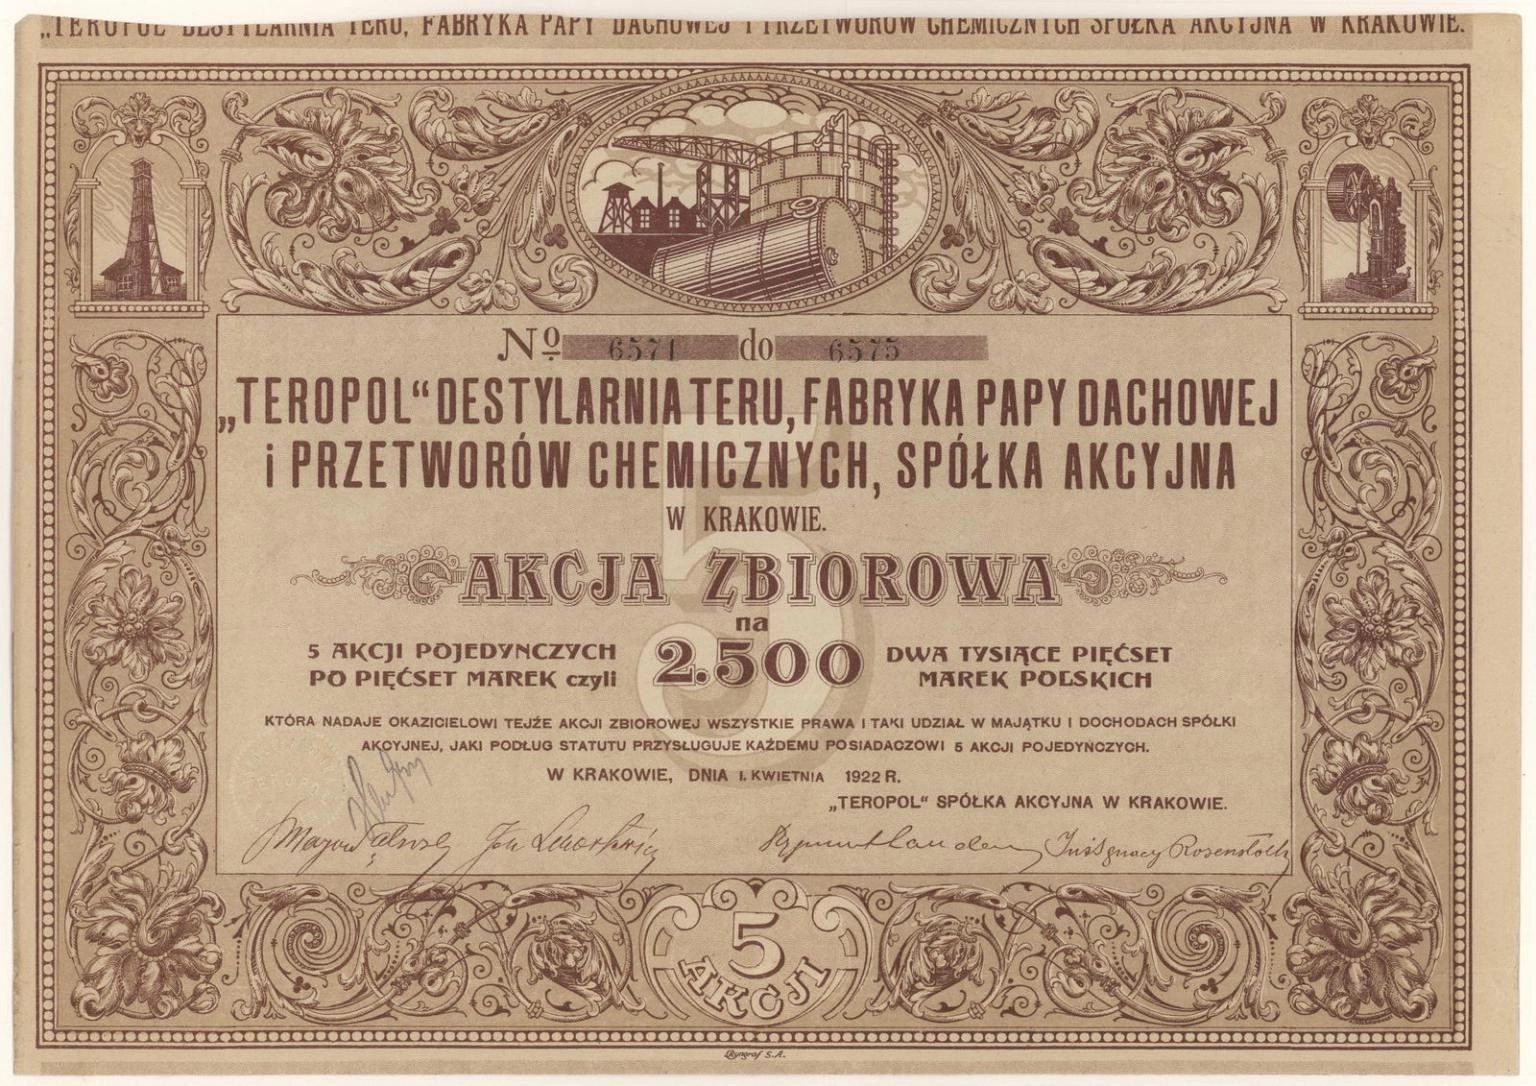 „TEROPOL" DESTYLARNIA TERU, FABRYKA PAPY DACHOWEJ I PRZETWORÓW CHEMICZNYCH SPÓŁKA AKCYJNA W KRAKOWIE.
No 6571 do 6575
„TEROPOL“ DESTYLARNIA TERU, FABRYKA PAPY DACHOWEJ
i PRZETWORÓW CHEMICZNYCH, SPÓŁKA AKCYJNA
W KRAKOWIE.
AKCJA ZBIOROWA
na
5 AKCJI POJEDYNCZYCH
PO PIĘĆSET MAREK czyli
2.500
DWA TYSIĄCE PIĘĆSET
MAREK POLSKICH
5
KTÓRA NADAJE OKAZICIELOWI TEJŻE AKCJI ZBIOROWEJ WSZYSTKIE PRAWA I TAKI UDZIAŁ W MAJĄTKU I DOCHODACH SPÓŁKI
AKCYJNEJ, JAKI PODŁUG STATUTU PRZYSŁUGUJE KAŻDEMU POSIADACZOWI 5 AKCJI POJEDYŃCZYCH.
W KRAKOWIE, DNIA 1. KWIETNIA 1922 R.
„TEROPOL“ SPÓŁKA AKCYJNA W KRAKOWIE.
Ignacy Rosenstock
5
AKCJI
Ryngraf S.A.